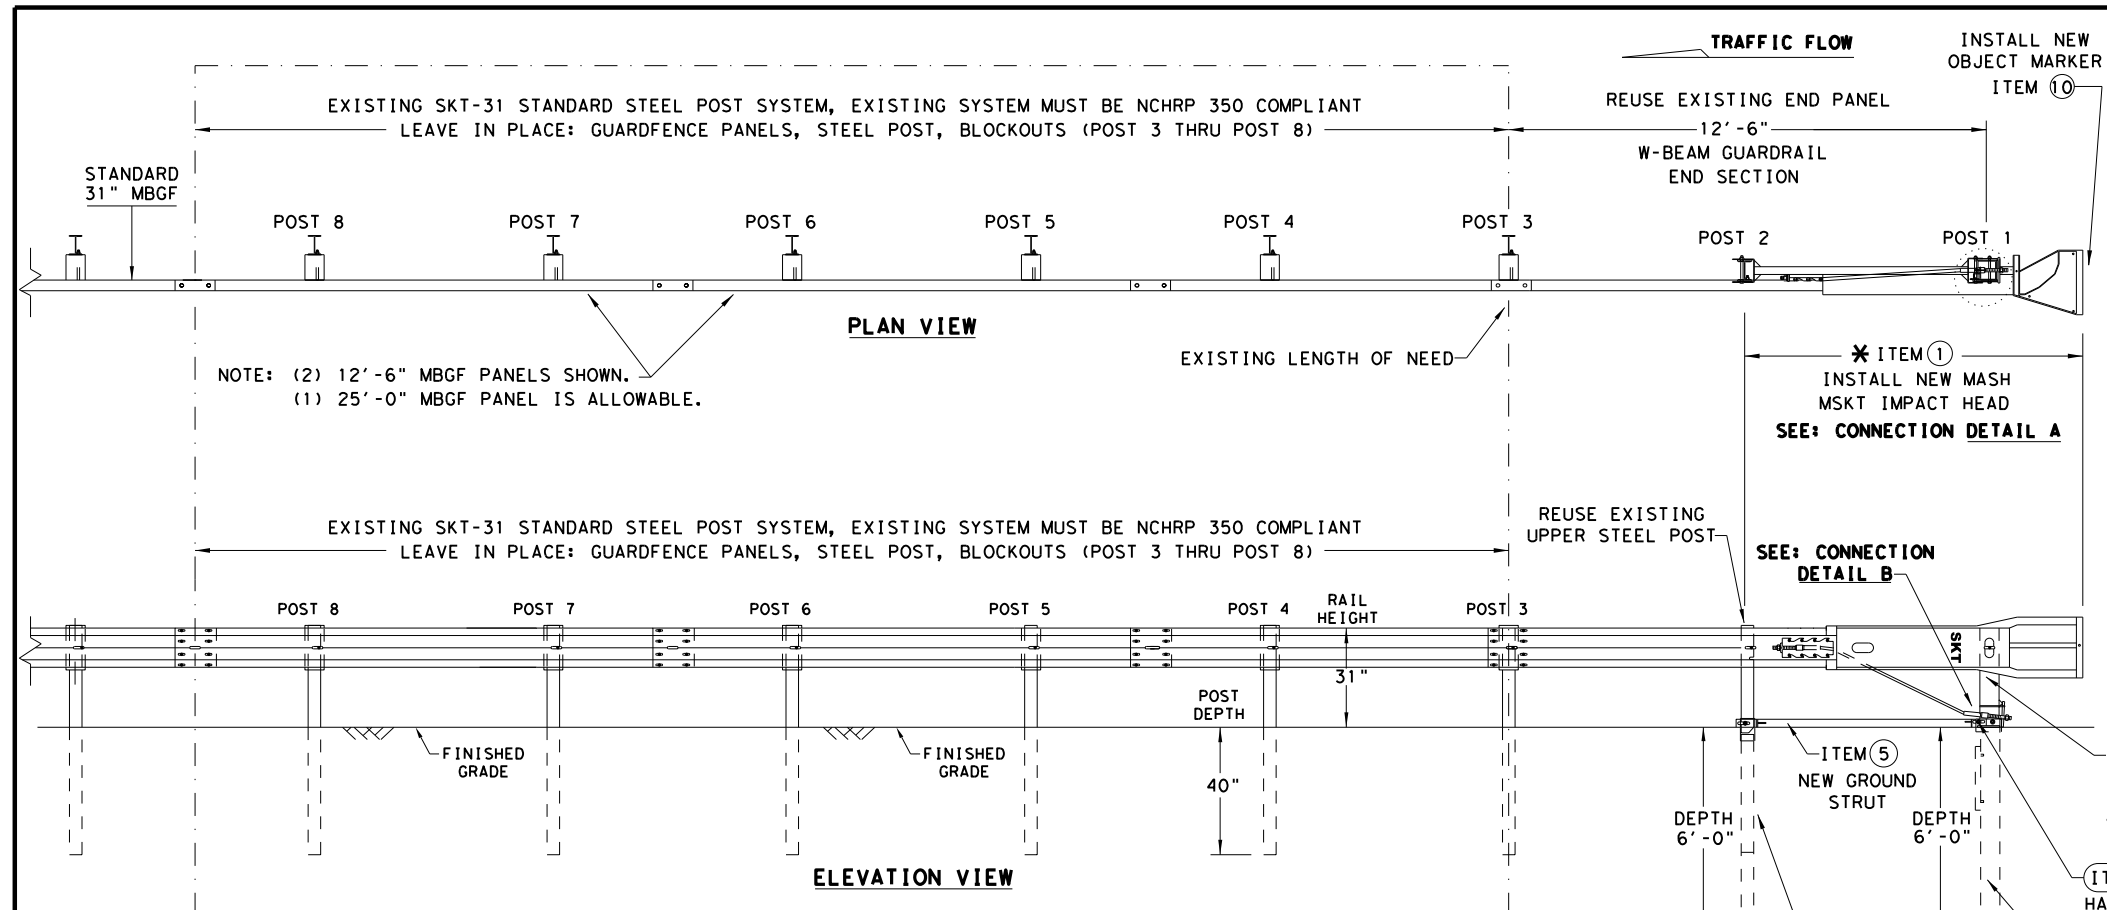 TRAFFIC FLOW
INSTALL NEW
OBJECT MARKER
ITEM 10
EXISTING SKT-31 STANDARD STEEL POST SYSTEM, EXISTING SYSTEM MUST BE NCHRP 350 COMPLIANT
LEAVE IN PLACE: GUARDFENCE PANELS, STEEL POST, BLOCKOUTS (POST 3 THRU POST 8)
REUSE EXISTING END PANEL
12'-6"
W-BEAM GUARDRAIL
END SECTION
STANDARD
31" MBGF
POST 8
POST 7
POST 6
POST 5
POST 4
POST 3
POST 2
POST 1
PLAN VIEW
EXISTING LENGTH OF NEED
NOTE: (2) 12'-6" MBGF PANELS SHOWN.
(1) 25'-0" MBGF PANEL IS ALLOWABLE.
* ITEM 1
INSTALL NEW MASH
MSKT IMPACT HEAD
SEE: CONNECTION DETAIL A
EXISTING SKT-31 STANDARD STEEL POST SYSTEM, EXISTING SYSTEM MUST BE NCHRP 350 COMPLIANT
LEAVE IN PLACE: GUARDFENCE PANELS, STEEL POST, BLOCKOUTS (POST 3 THRU POST 8)
REUSE EXISTING
UPPER STEEL POST
SEE: CONNECTION
DETAIL B
POST 8
POST 7
POST 6
POST 5
POST 4
RAIL
HEIGHT
POST 3
SKT
31"
POST
DEPTH
FINISHED
GRADE
FINISHED
GRADE
40"
ITEM 5
NEW GROUND
STRUT
DEPTH
6'-0"
DEPTH
6'-0"
ELEVATION VIEW